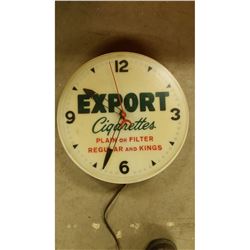 12
EXPORT
Cigarettes
9 3
PLAIN OR FILTER
REGULAR AND KINGS
6